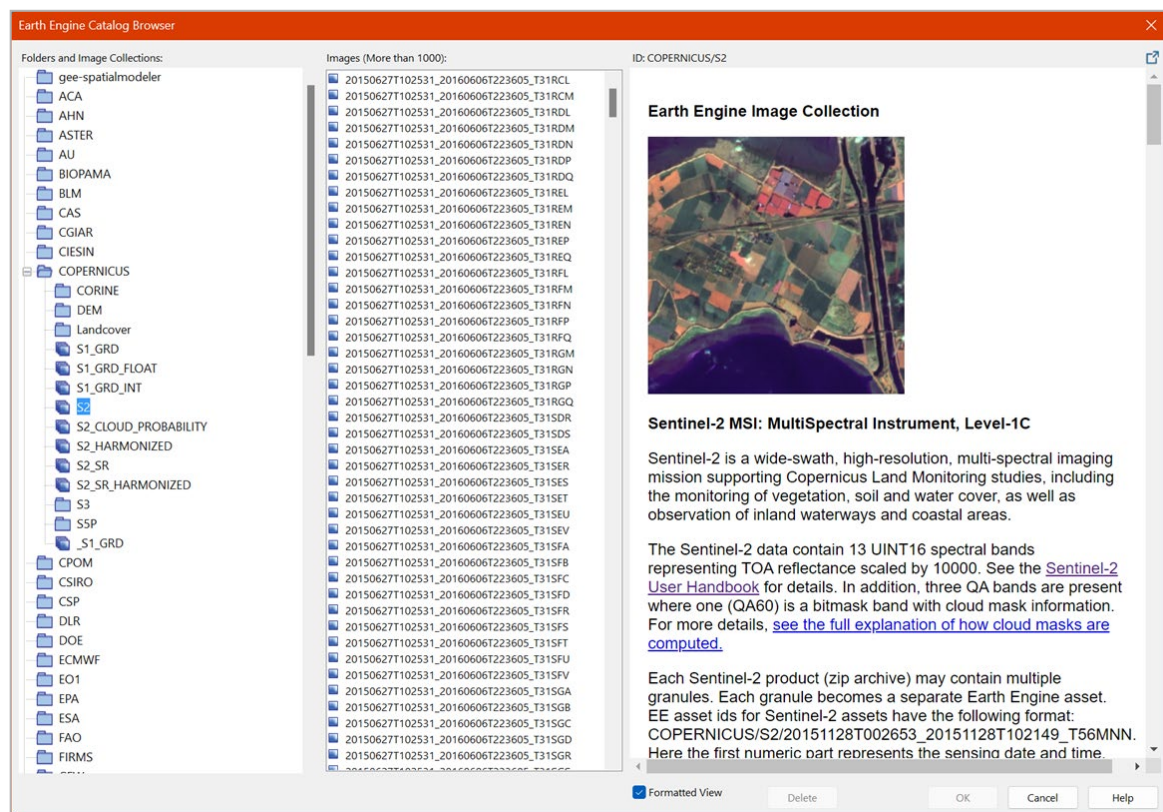 Earth Engine Catalog Browser
Folders and Image Collections:
gee-spatialmodeler
ACA
AHN
ASTER
AU
BIOPAMA
BLM
CAS
CGIAR
CIESIN
COPERNICUS
CORINE
DEM
Landcover
S1_GRD
S1_GRD_FLOAT
S1_GRD_INT
S2
S2_CLOUD_PROBABILITY
S2_HARMONIZED
S2_SR
S2_SR_HARMONIZED
S3
S5P
_S1_GRD
CPOM
CSIRO
CSP
DLR
DOE
ECMWF
EO1
EPA
ESA
FAO
FIRMS
Images (More than 1000):
20150627T102531_20160606T223605_T31RCL
20150627T102531_20160606T223605_T31RCM
20150627T102531_20160606T223605_T31RDL
20150627T102531_20160606T223605_T31RDM
20150627T102531_20160606T223605_T31RDN
20150627T102531_20160606T223605_T31RDP
20150627T102531_20160606T223605_T31RDQ
20150627T102531_20160606T223605_T31REL
20150627T102531_20160606T223605_T31REM
20150627T102531_20160606T223605_T31REN
20150627T102531_20160606T223605_T31REP
20150627T102531_20160606T223605_T31REQ
20150627T102531_20160606T223605_T31RFL
20150627T102531_20160606T223605_T31RFM
20150627T102531_20160606T223605_T31RFN
20150627T102531_20160606T223605_T31RFP
20150627T102531_20160606T223605_T31RFQ
20150627T102531_20160606T223605_T31RGM
20150627T102531_20160606T223605_T31RGN
20150627T102531_20160606T223605_T31RGP
20150627T102531_20160606T223605_T31RGQ
20150627T102531_20160606T223605_T31SDR
20150627T102531_20160606T223605_T31SDS
20150627T102531_20160606T223605_T31SEA
20150627T102531_20160606T223605_T31SER
20150627T102531_20160606T223605_T31SES
20150627T102531_20160606T223605_T31SET
20150627T102531_20160606T223605_T31SEU
20150627T102531_20160606T223605_T31SEV
20150627T102531_20160606T223605_T31SFA
20150627T102531_20160606T223605_T31SFB
20150627T102531_20160606T223605_T31SFC
20150627T102531_20160606T223605_T31SFD
20150627T102531_20160606T223605_T31SFR
20150627T102531_20160606T223605_T31SFS
20150627T102531_20160606T223605_T31SFT
20150627T102531_20160606T223605_T31SFU
20150627T102531_20160606T223605_T31SFV
20150627T102531_20160606T223605_T31SGA
20150627T102531_20160606T223605_T31SGB
20150627T102531_20160606T223605_T31SGC
20150627T102531_20160606T223605_T31SGD
20150627T102531_20160606T223605_T31SGR
ID: COPERNICUS/S2
Earth Engine Image Collection
Sentinel-2 MSI: MultiSpectral Instrument, Level-1C
Sentinel-2 is a wide-swath, high-resolution, multi-spectral imaging
mission supporting Copernicus Land Monitoring studies, including
the monitoring of vegetation, soil and water cover, as well as
observation of inland waterways and coastal areas.
The Sentinel-2 data contain 13 UINT16 spectral bands
representing TOA reflectance scaled by 10000. See the Sentinel-2
User Handbook for details. In addition, three QA bands are present
where one (QA60) is a bitmask band with cloud mask information.
For more details, see the full explanation of how cloud masks are
computed.
Each Sentinel-2 product (zip archive) may contain multiple
granules. Each granule becomes a separate Earth Engine asset.
EE asset ids for Sentinel-2 assets have the following format:
COPERNICUS/S2/20151128T002653_20151128T102149_T56MNN.
Here the first numeric part represents the sensing date and time,
Formatted View
Delete
OK
Cancel
Help